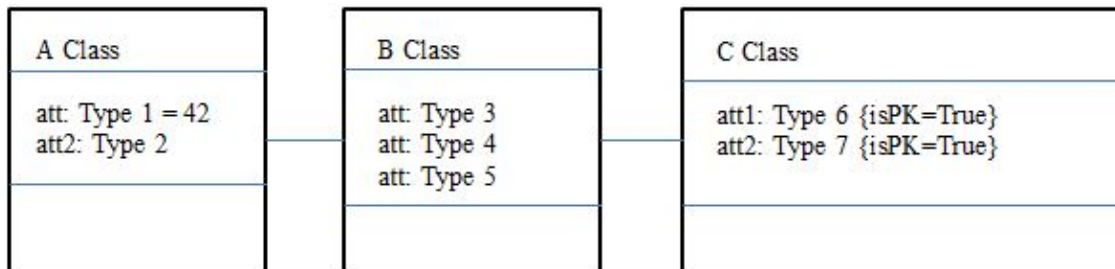 A Class
att: Type 1 = 42
att2: Type 2
B Class
att: Type 3
att: Type 4
att: Type 5
C Class
att1: Type 6 {isPK=True}
att2: Type 7 {isPK=True}